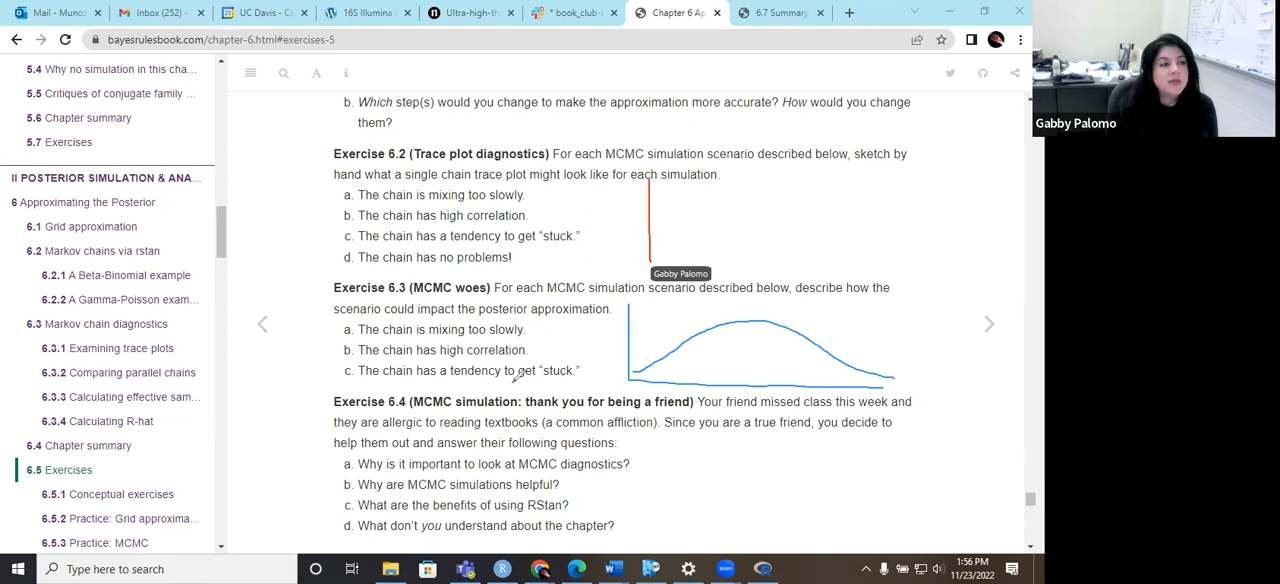 Mail - Munoz
Inbox (252) -
UC Davis - Ca
16S Illumina
Ultra-high-th
* book_club-
Chapter 6 Ap
6.7 Summary
bayesrulesbook.com/chapter-6.html#exercises-5
5.4 Why no simulation in this cha...
5.5 Critiques of conjugate family ...
5.6 Chapter summary
5.7 Exercises
II POSTERIOR SIMULATION & ANA...
6 Approximating the Posterior
6.1 Grid approximation
6.2 Markov chains via rstan
6.2.1 A Beta-Binomial example
6.2.2 A Gamma-Poisson exam...
6.3 Markov chain diagnostics
6.3.1 Examining trace plots
6.3.2 Comparing parallel chains
6.3.3 Calculating effective sam...
6.3.4 Calculating R-hat
6.4 Chapter summary
6.5 Exercises
6.5.1 Conceptual exercises
6.5.2 Practice: Grid approxima...
6.5.3 Practice: MCMC
b. Which step(s) would you change to make the approximation more accurate? How would you change
them?
Exercise 6.2 (Trace plot diagnostics) For each MCMC simulation scenario described below, sketch by
hand what a single chain trace plot might look like for each simulation.
a. The chain is mixing too slowly.
b. The chain has high correlation.
c. The chain has a tendency to get “stuck.”
d. The chain has no problems!
Gabby Palomo
Exercise 6.3 (MCMC woes) For each MCMC simulation scenario described below, describe how the
scenario could impact the posterior approximation.
a. The chain is mixing too slowly.
b. The chain has high correlation.
c. The chain has a tendency to get “stuck.”
Exercise 6.4 (MCMC simulation: thank you for being a friend) Your friend missed class this week and
they are allergic to reading textbooks (a common affliction). Since you are a true friend, you decide to
help them out and answer their following questions:
a. Why is it important to look at MCMC diagnostics?
b. Why are MCMC simulations helpful?
c. What are the benefits of using RStan?
d. What don’t you understand about the chapter?
Gabby Palomo
Type here to search
1:56 PM
11/23/2022